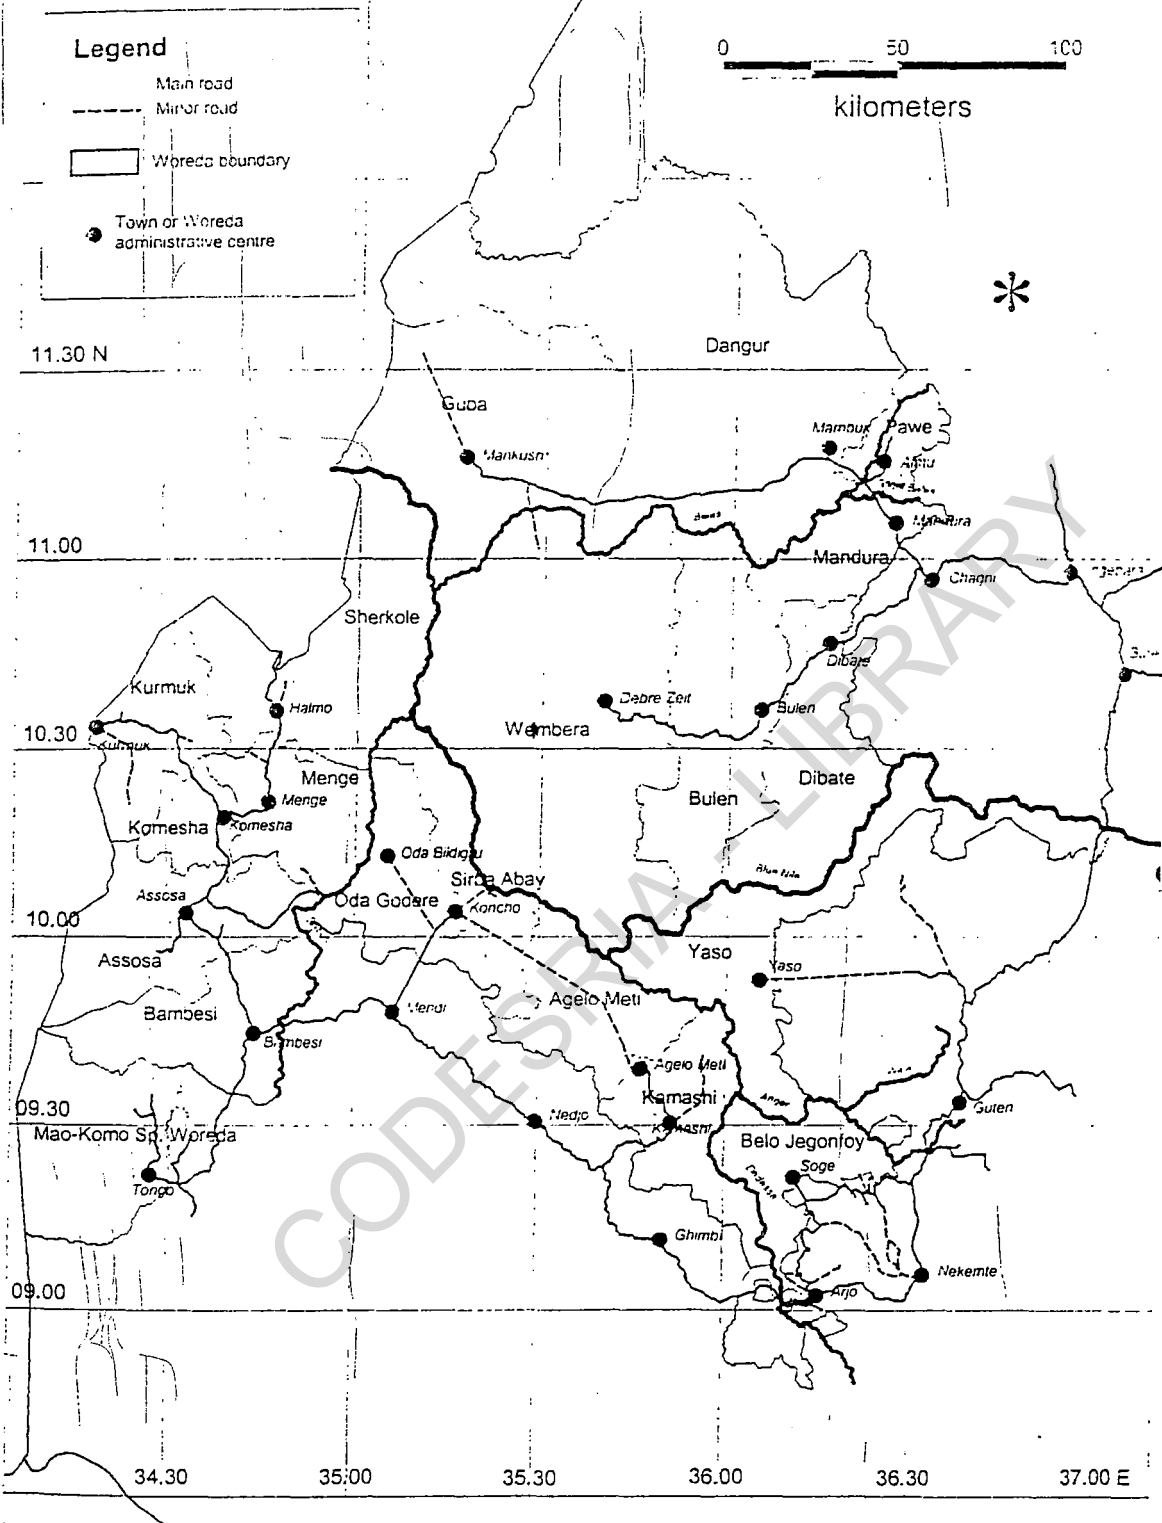 Legend
Main road
Minor road
Woreda boundary
Town or Woreda
administrative centre
0 50 100
kilometers
*
11.30 N
Dangur
Guba
Mankush
Mambuk
Pawe
Almu
Beles
Mandura
11.00
Mandura
Chagni
Sherkole
Dibate
Kurmuk
Halmo
Debre Zeit
Bulen
Kurmuk
Wembera
10.30
Menge
Menge
Dibate
Bulen
Komesha
Komesha
Oda Bildigilu
Sirba Abay
Blue Nile
Assosa
Oda Godere
Koncho
10.00
Assosa
Yaso
Yaso
Bambesi
Agelo Meti
Mendi
Bambesi
Agelo Meti
Kamashi
Anger
Guten
09.30
Nedjo
Kamashi
Mao-Komo Sp. Woreda
Belo Jegonfoy
Soge
Tongo
Dedessa
Ghimbi
Nekemte
09.00
Arjo
34.30 35.00 35.30 36.00 36.30 37.00 E
CODESRIA - LIBRARY